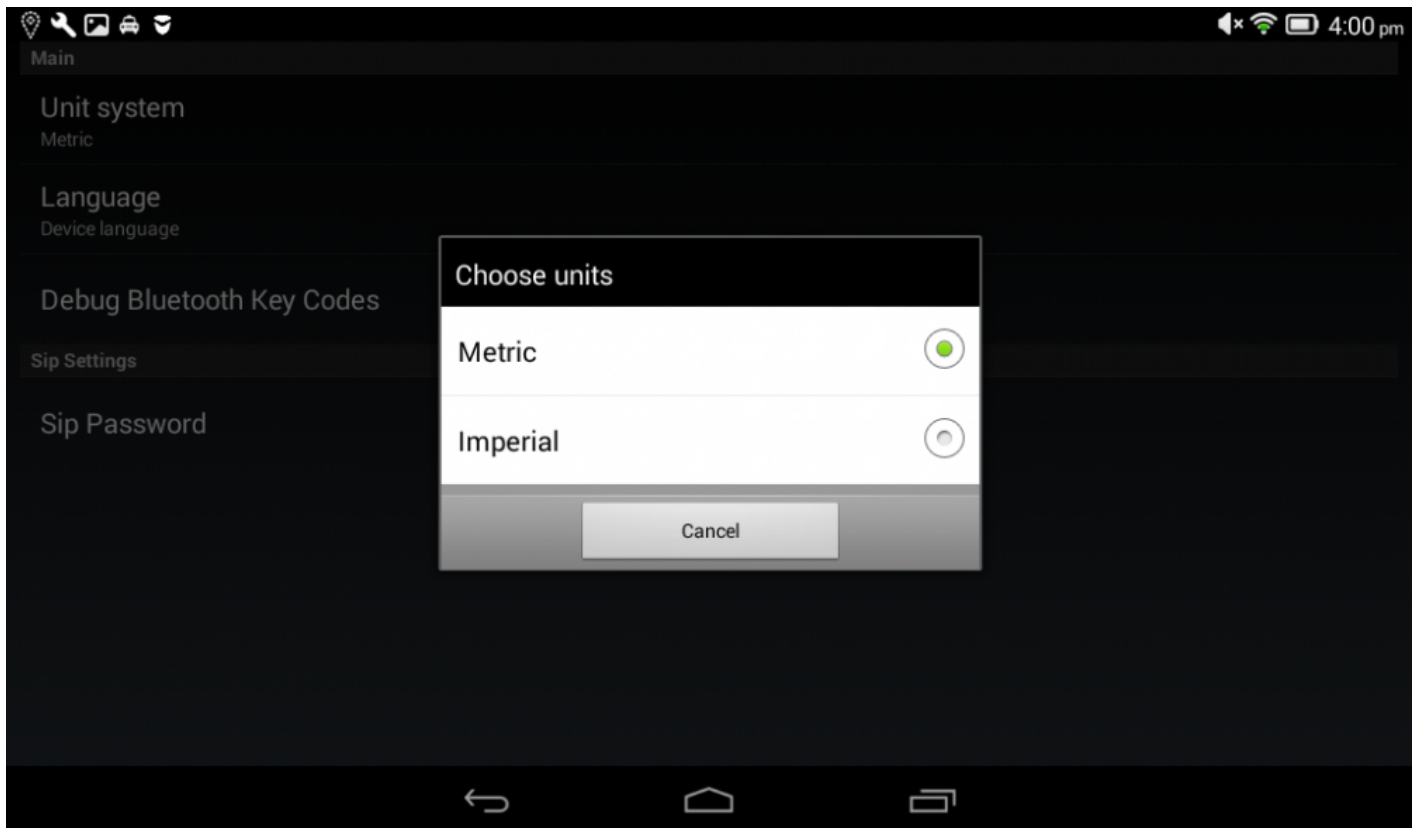 4:00 pm
Main
Unit system
Metric
Language
Device language
Debug Bluetooth Key Codes
Sip Settings
Sip Password
Choose units
Metric
Imperial
Cancel